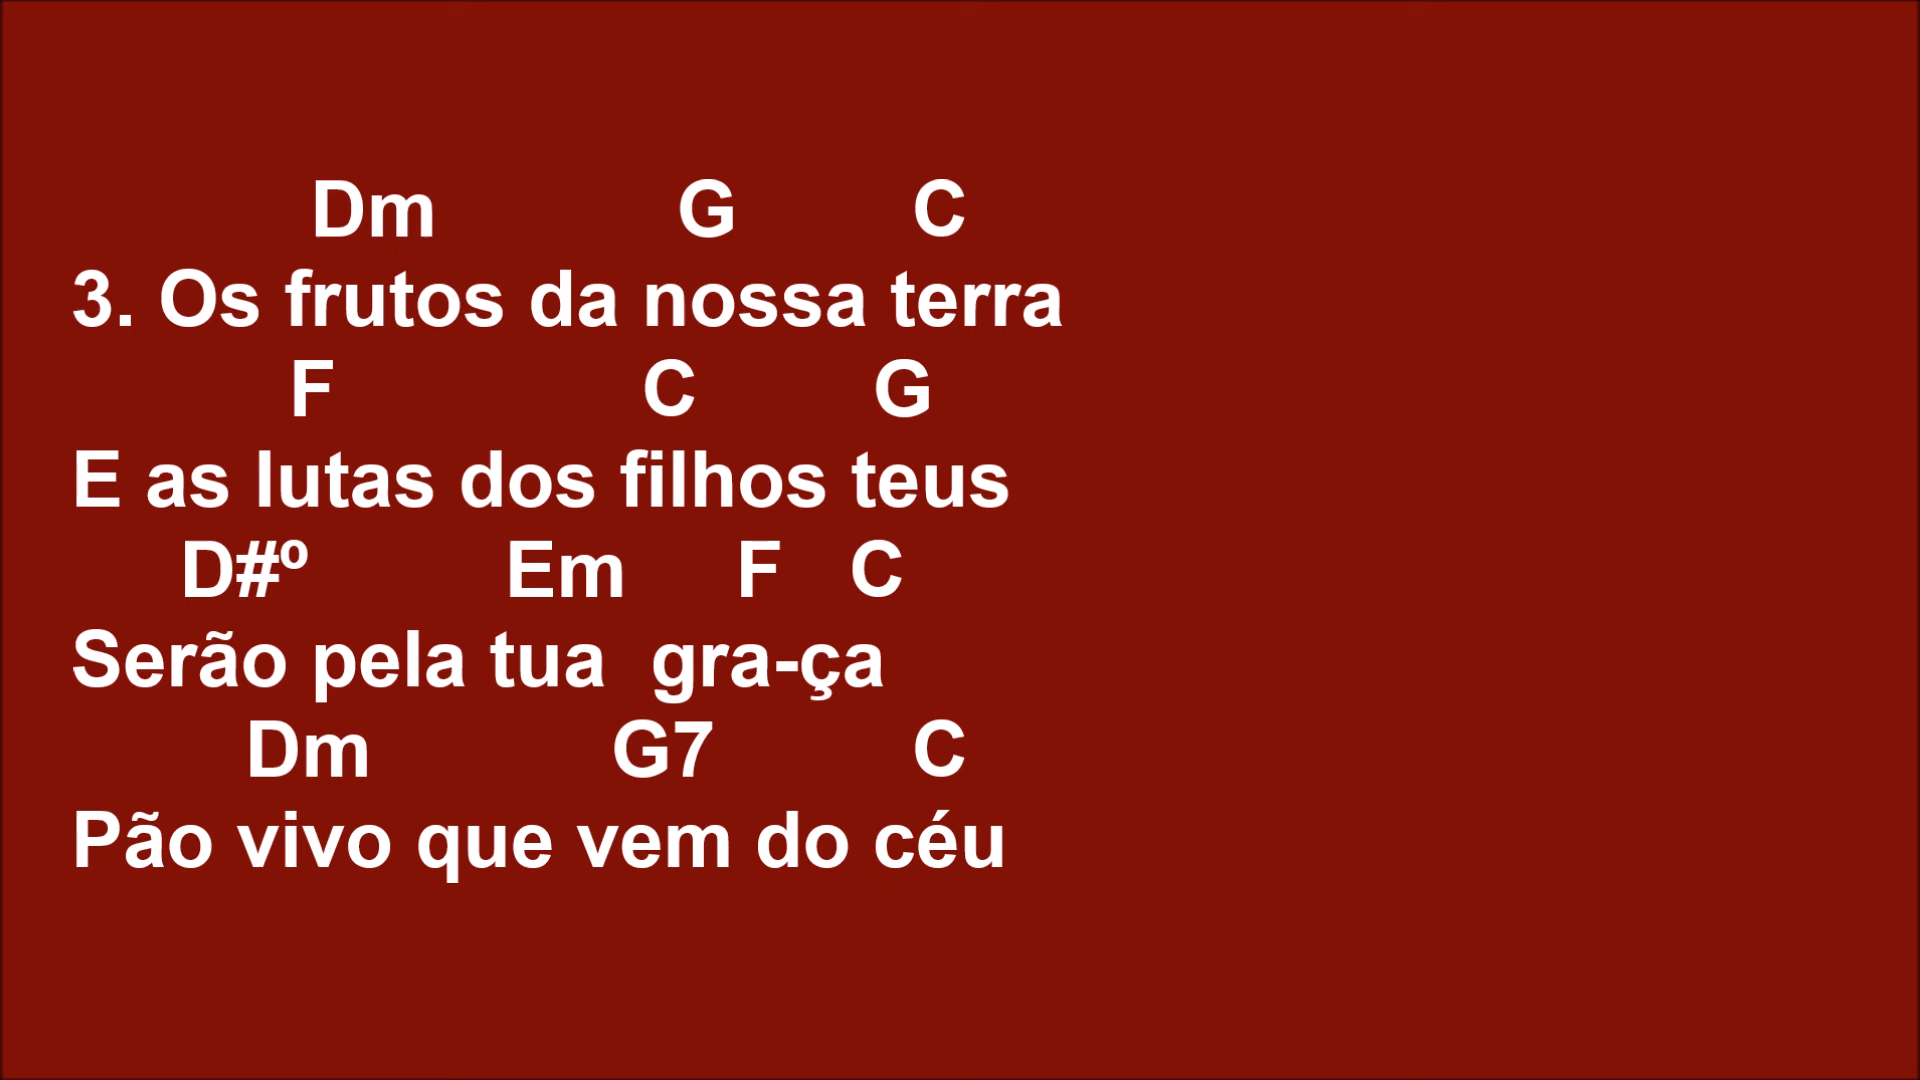 Dm G C
3. Os frutos da nossa terra
F C G
E as lutas dos filhos teus
D#º Em F C
Serão pela tua gra-ça
Dm G7 C
Pão vivo que vem do céu